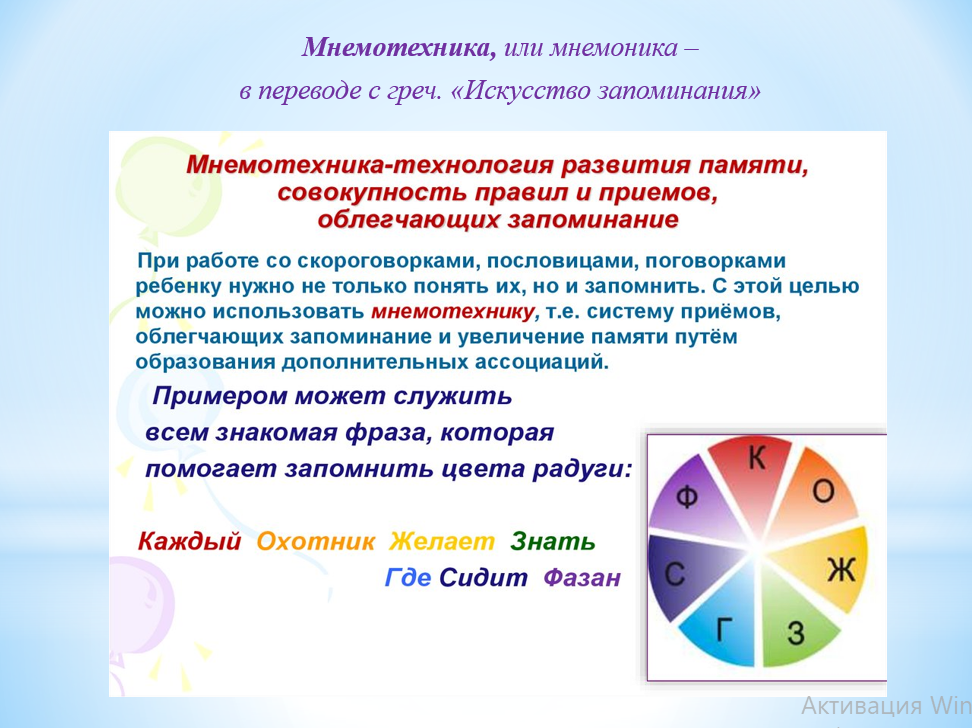 Мнемотехника, или мнемоника –
в переводе с греч. «Искусство запоминания»
Мнемотехника-технология развития памяти,
совокупность правил и приемов,
облегчающих запоминание
При работе со скороговорками, пословицами, поговорками
ребенку нужно не только понять их, но и запомнить. С этой целью
можно использовать мнемотехнику, т.е. систему приёмов,
облегчающих запоминание и увеличение памяти путём
образования дополнительных ассоциаций.
Примером может служить
всем знакомая фраза, которая
помогает запомнить цвета радуги:
Каждый Охотник Желает Знать
Где Сидит Фазан
К
О
Ж
З
Г
С
Ф
Активация Win